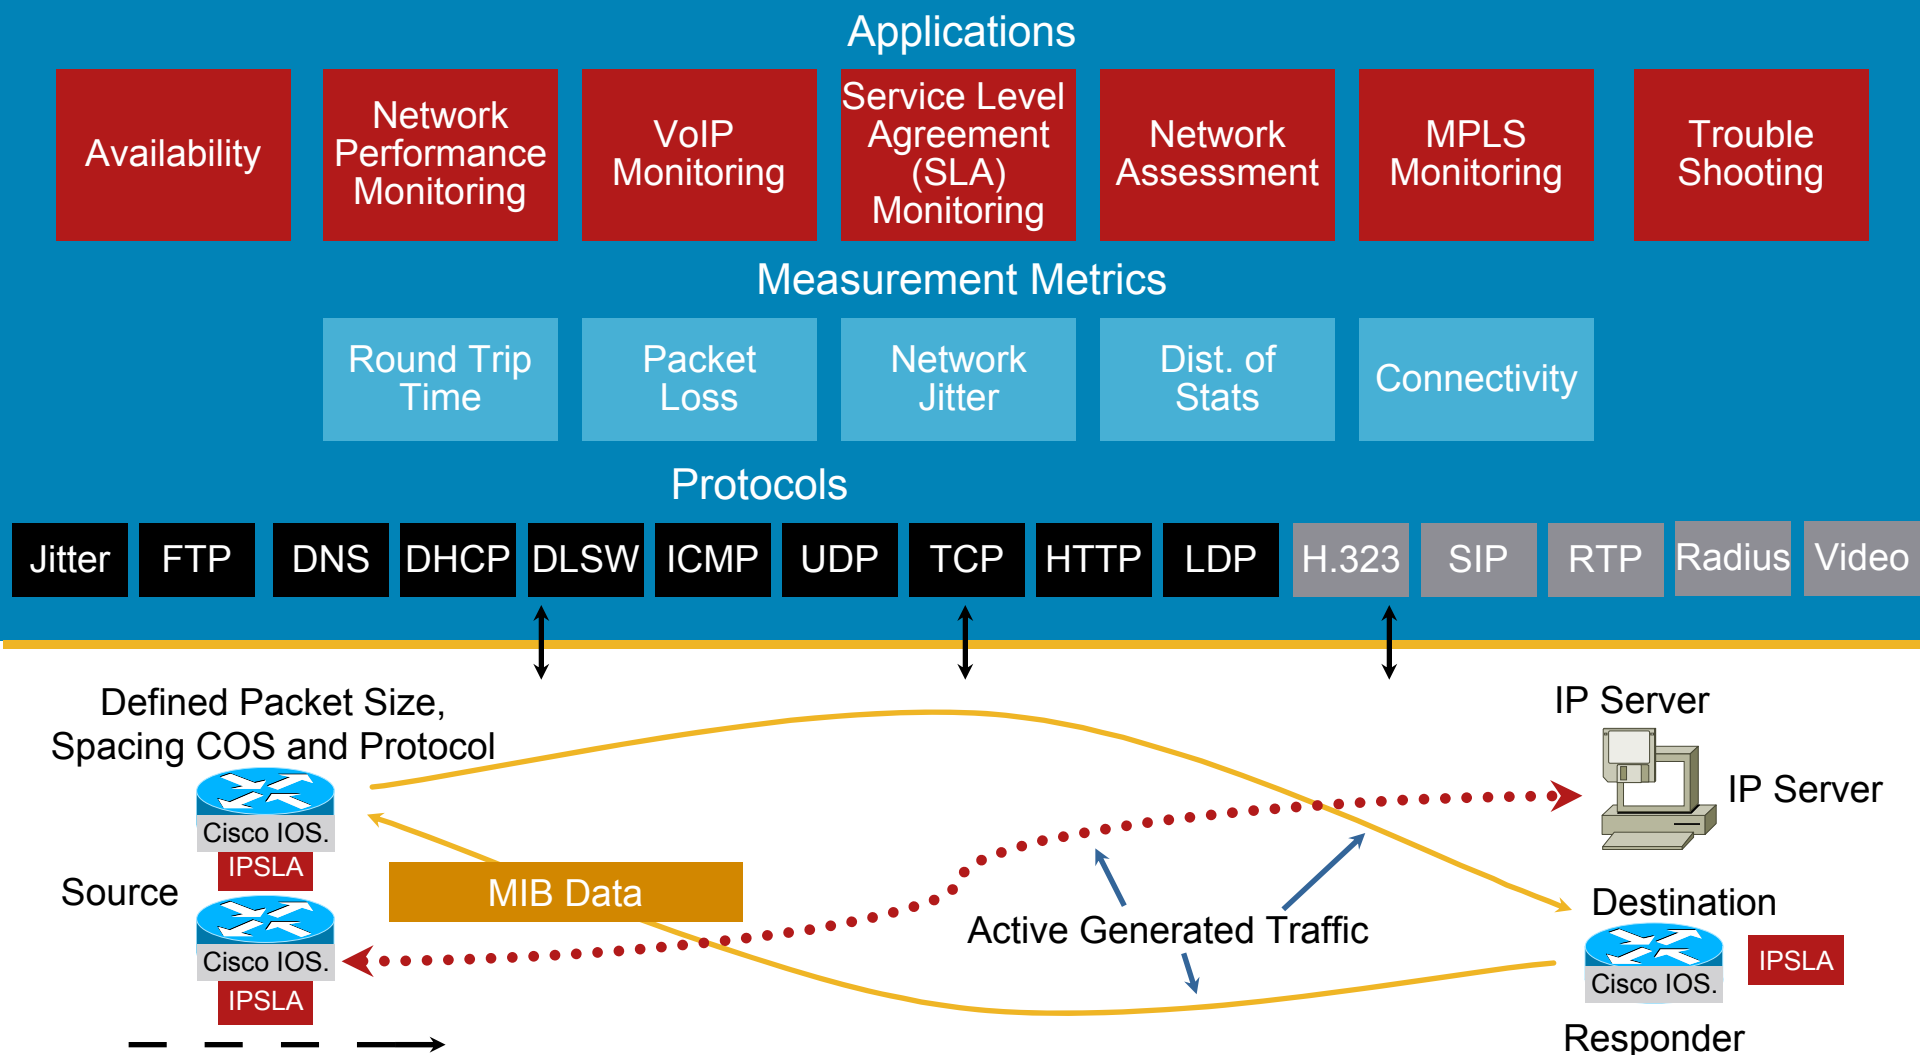 Applications
Availability
Network
Performance
Monitoring
VoIP
Monitoring
Service Level
Agreement
(SLA)
Monitoring
Network
Assessment
MPLS
Monitoring
Trouble
Shooting
Measurement Metrics
Round Trip
Time
Packet
Loss
Network
Jitter
Dist. of
Stats
Connectivity
Protocols
Jitter
FTP
DNS
DHCP
DLSW
ICMP
UDP
TCP
HTTP
LDP
H.323
SIP
RTP
Radius
Video
Defined Packet Size,
Spacing COS and Protocol
IP Server
IP Server
Cisco IOS.
IPSLA
Source
MIB Data
Cisco IOS.
IPSLA
Active Generated Traffic
Destination
Cisco IOS.
IPSLA
Responder